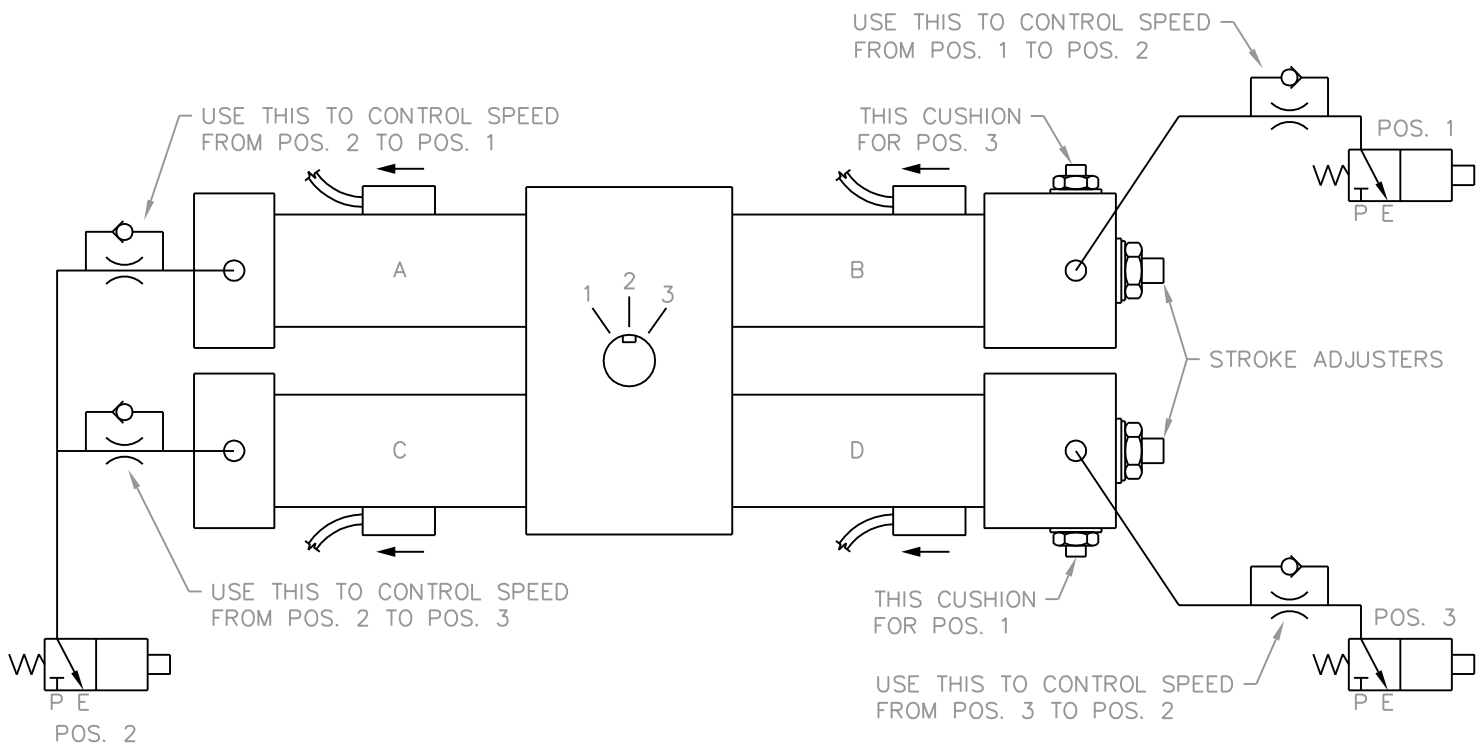 USE THIS TO CONTROL SPEED
FROM POS. 1 TO POS. 2
USE THIS TO CONTROL SPEED
FROM POS. 2 TO POS. 1
THIS CUSHION
FOR POS. 3
POS. 1
P E
A
B
1 2 3
STROKE ADJUSTERS
C
D
USE THIS TO CONTROL SPEED
FROM POS. 2 TO POS. 3
THIS CUSHION
FOR POS. 1
POS. 3
P E
USE THIS TO CONTROL SPEED
FROM POS. 3 TO POS. 2
P E
POS. 2